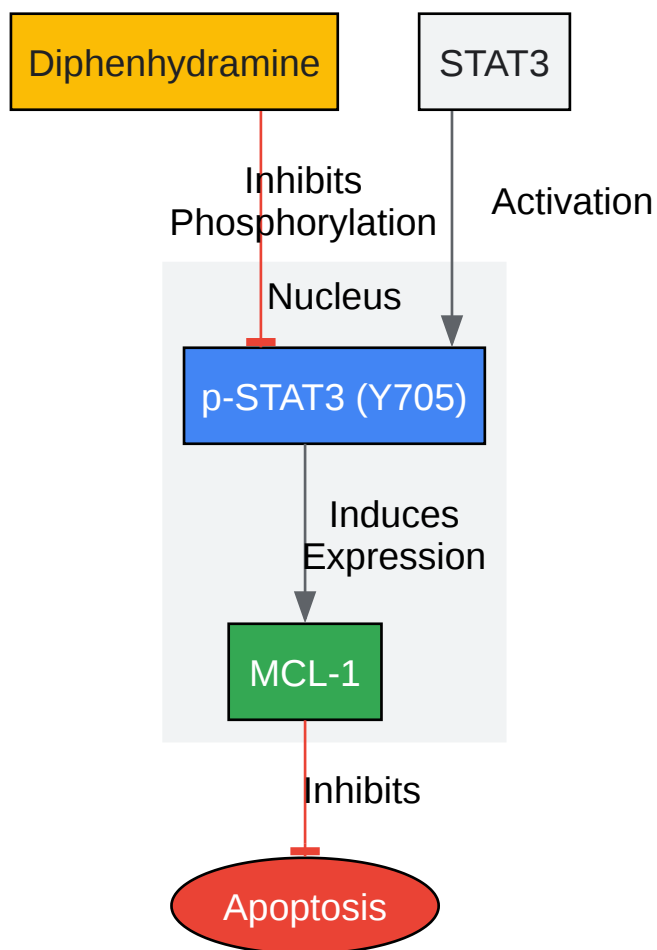 Diphenhydramine
STAT3
Inhibits
Phosphorylation
Activation
Nucleus
p-STAT3 (Y705)
Induces
Expression
MCL-1
Inhibits
Apoptosis